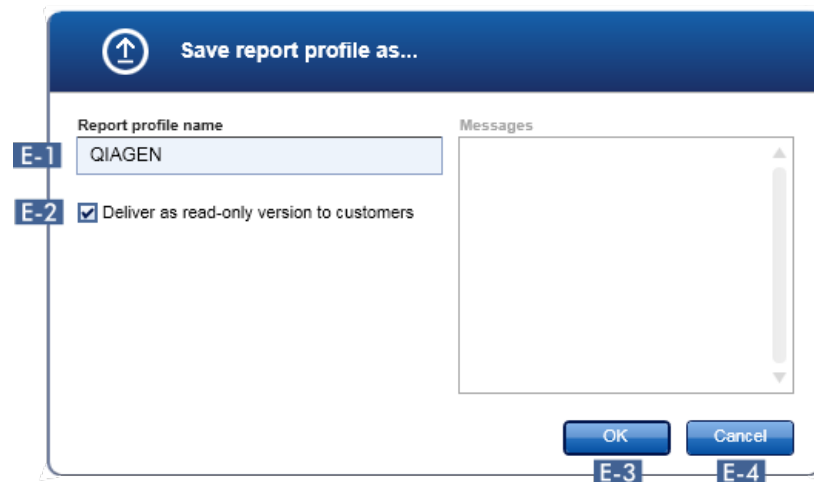 Save report profile as...
Report profile name
Messages
E-1 QIAGEN
E-2 Deliver as read-only version to customers
OK Cancel
E-3 E-4